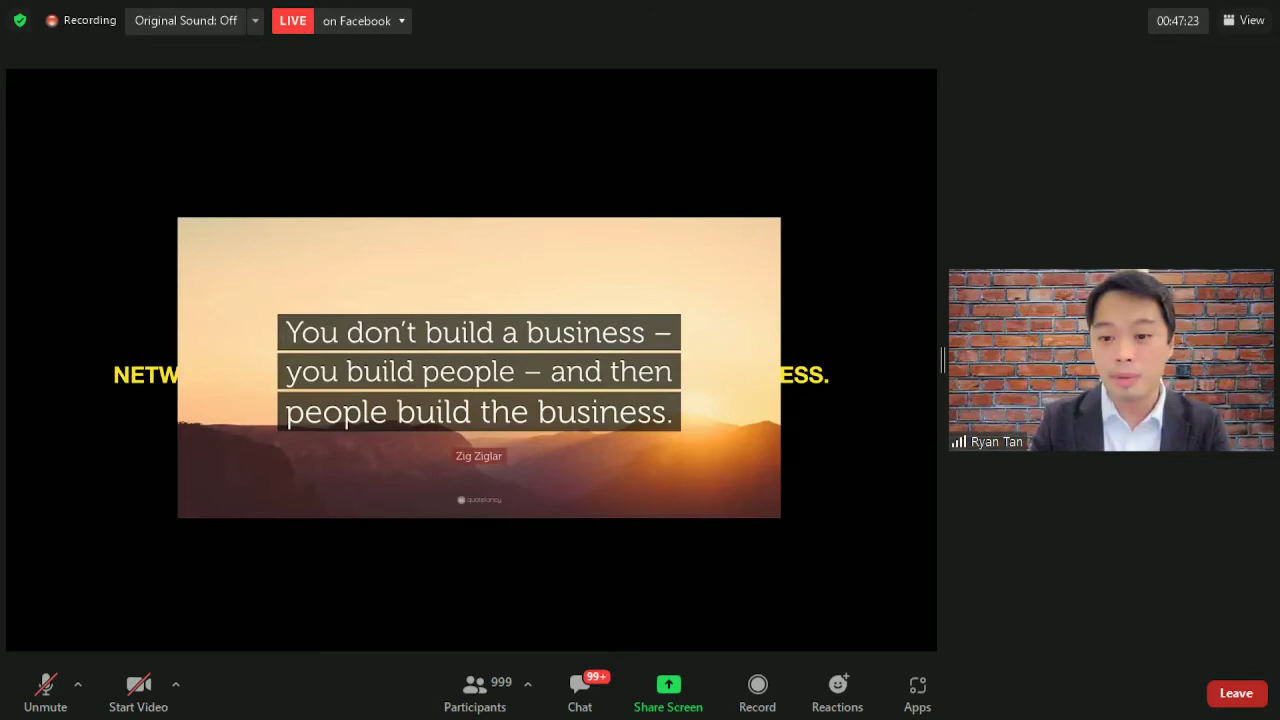 Recording
Original Sound: Off
LIVE on Facebook
00:47:23
View
You don't build a business –
NETW
you build people – and then
ESS.
people build the business.
Zig Ziglar
quotefancy
Ryan Tan
Unmute
Start Video
999
Participants
99+
Chat
Share Screen
Record
Reactions
Apps
Leave